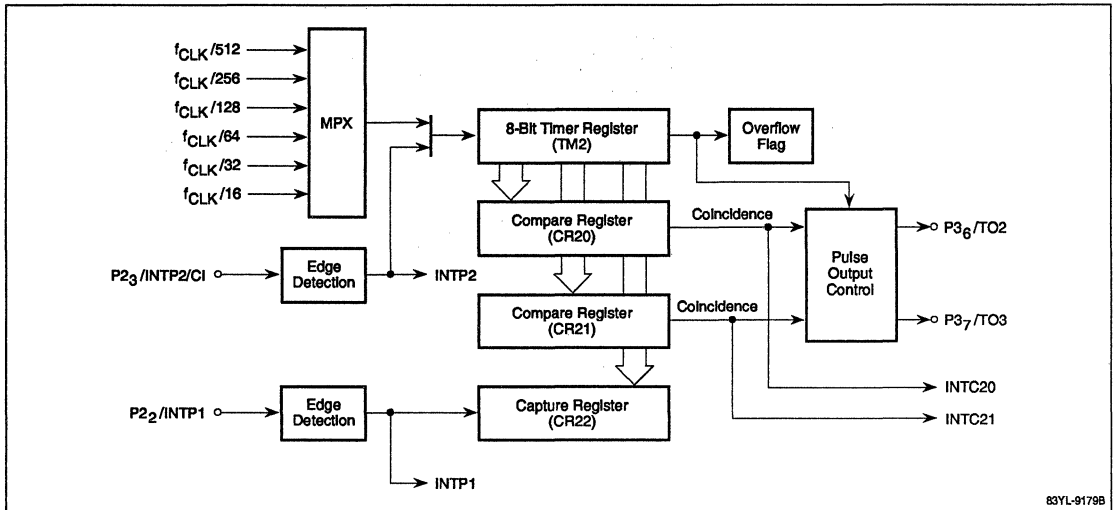 fCLK/512
fCLK/256
fCLK/128
fCLK/64
fCLK/32
fCLK/16
MPX
8-Bit Timer Register
(TM2)
Overflow
Flag
Compare Register
(CR20)
Coincidence
Pulse
Output
Control
P36/TO2
P37/TO3
P23/INTP2/CI
Edge
Detection
INTP2
Compare Register
(CR21)
Coincidence
INTC20
INTC21
P22/INTP1
Edge
Detection
Capture Register
(CR22)
INTP1
83YL-9179B